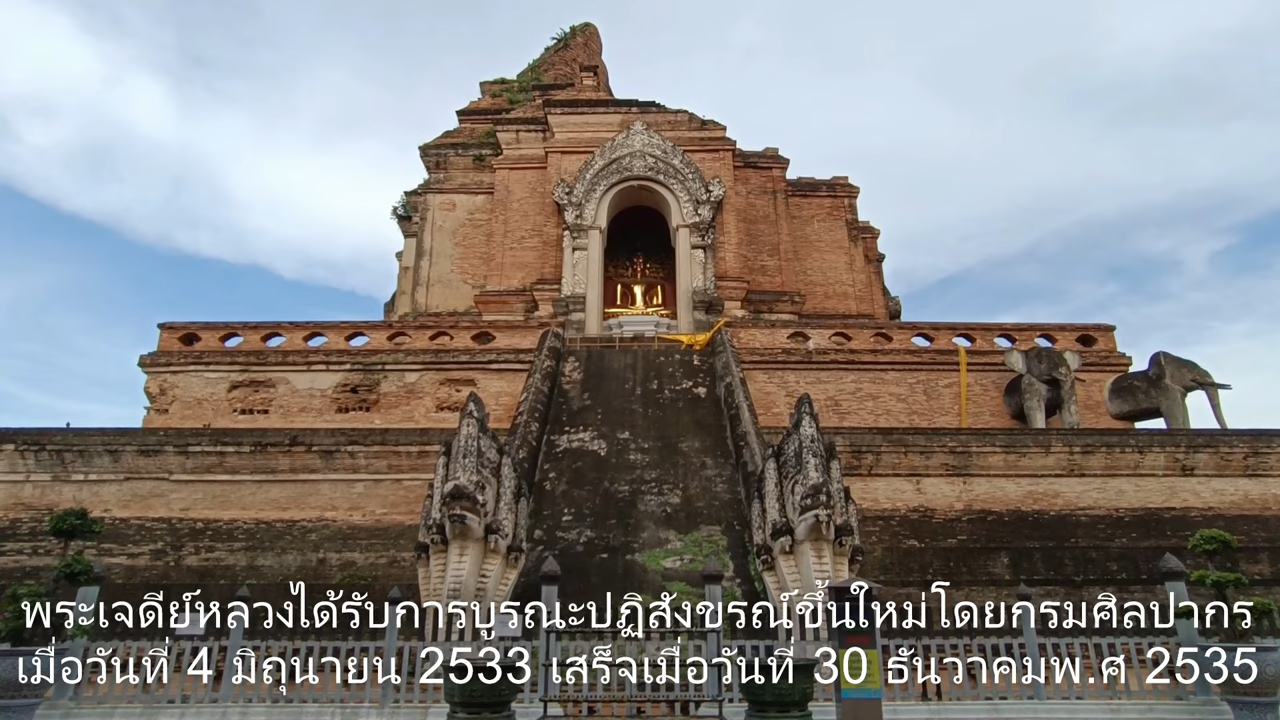 พระเจดีย์หลวงได้รับการบูรณะปฏิสังขรณ์ขึ้นใหม่โดยกรมศิลปากร
เมื่อวันที่ 4 มิถุนายน 2533 เสร็จเมื่อวันที่ 30 ธันวาคมพ.ศ 2535